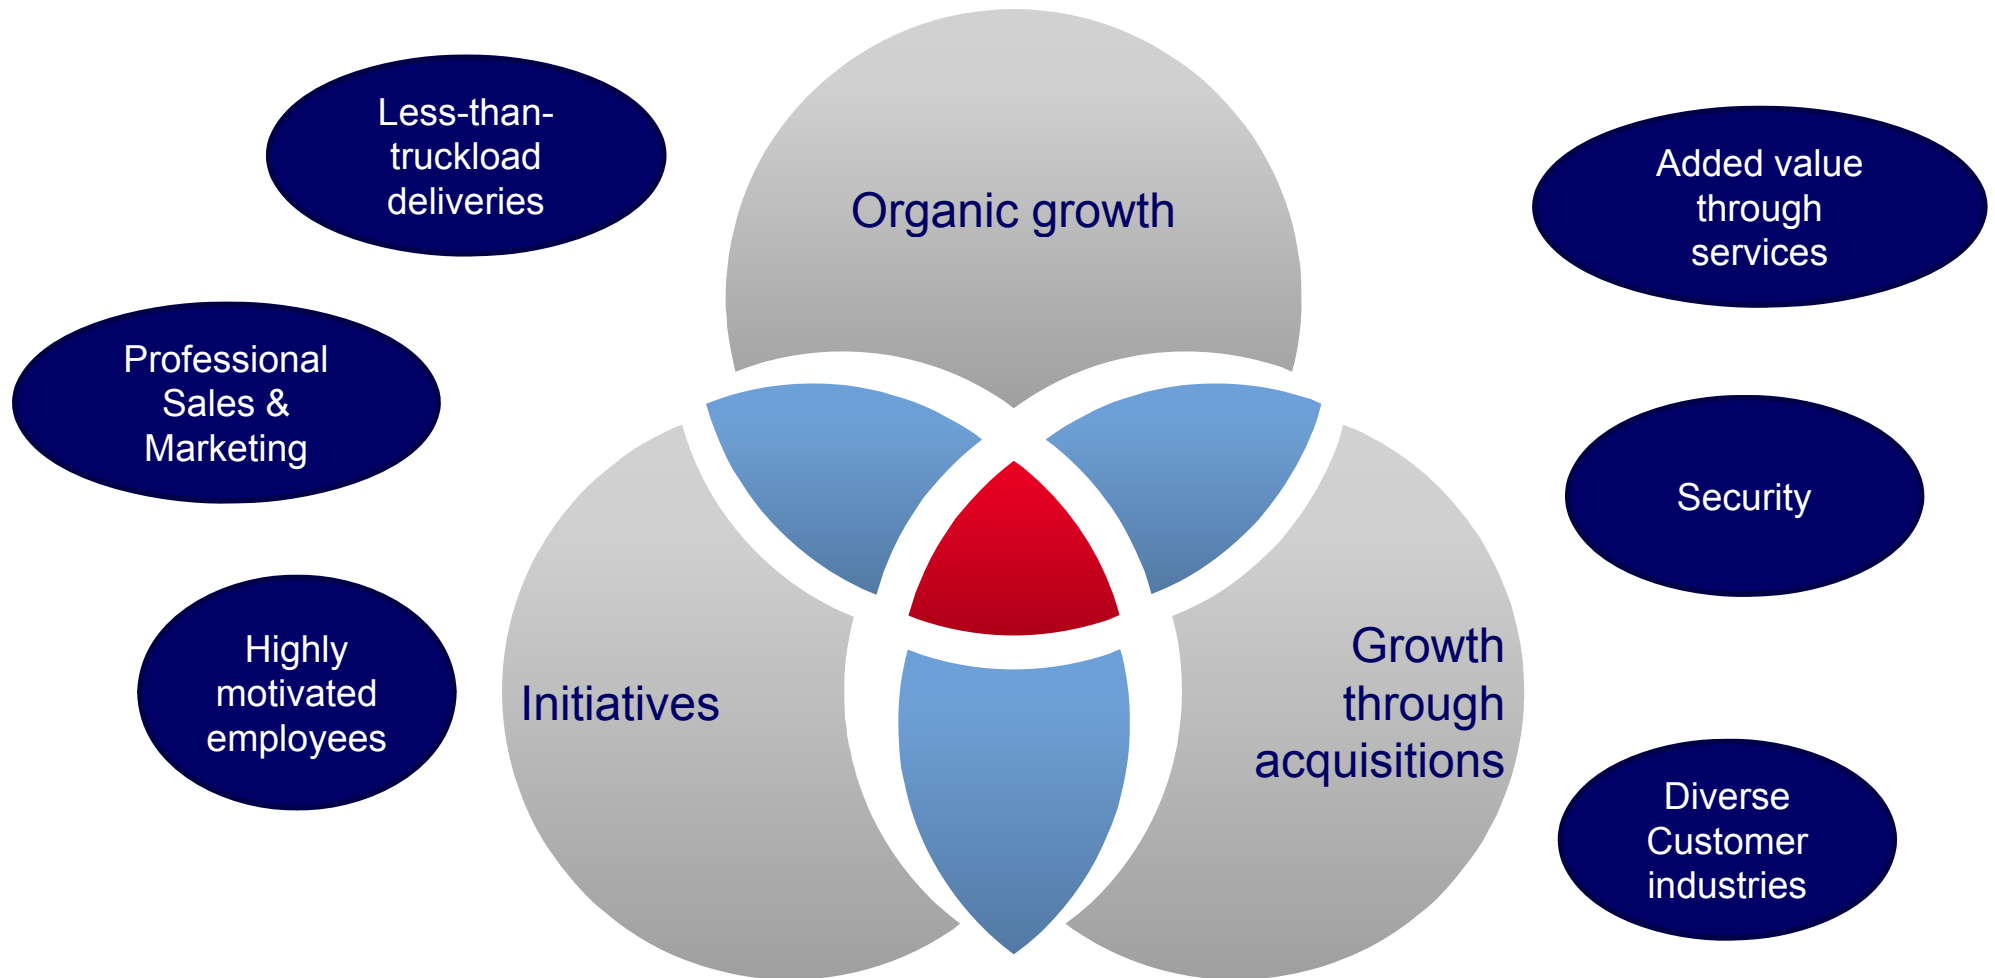 Less-than-
truckload
deliveries
Organic growth
Added value
through
services
Professional
Sales &
Marketing
Security
Highly
motivated
employees
Initiatives
Growth
through
acquisitions
Diverse
Customer
industries